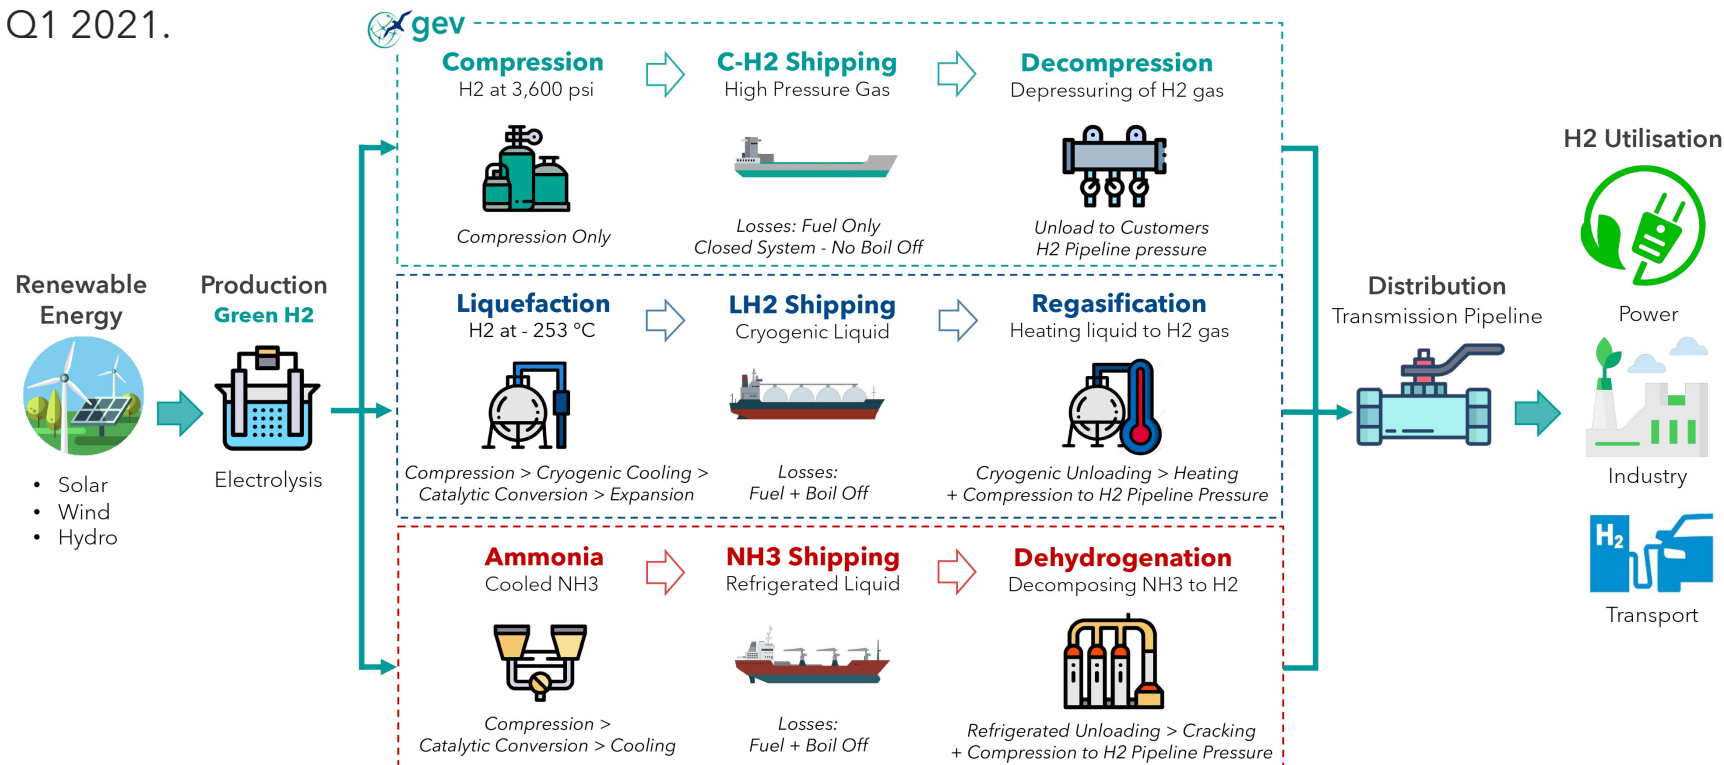 Q1 2021.
gev
Compression
H2 at 3,600 psi
Compression Only
C-H2 Shipping
High Pressure Gas
Losses: Fuel Only
Closed System - No Boil Off
Decompression
Depressuring of H2 gas
Unload to Customers
H2 Pipeline pressure
Renewable
Energy
• Solar
• Wind
• Hydro
Production
Green H2
Electrolysis
Liquefaction
H2 at - 253 °C
Compression > Cryogenic Cooling >
Catalytic Conversion > Expansion
LH2 Shipping
Cryogenic Liquid
Losses:
Fuel + Boil Off
Regasification
Heating liquid to H2 gas
Cryogenic Unloading > Heating
+ Compression to H2 Pipeline Pressure
Ammonia
Cooled NH3
Compression >
Catalytic Conversion > Cooling
NH3 Shipping
Refrigerated Liquid
Losses:
Fuel + Boil Off
Dehydrogenation
Decomposing NH3 to H2
Refrigerated Unloading > Cracking
+ Compression to H2 Pipeline Pressure
Distribution
Transmission Pipeline
H2 Utilisation
Power
Industry
H2
Transport